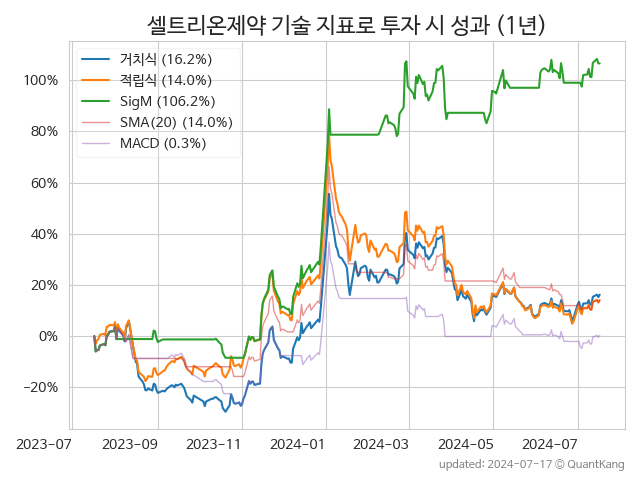 셀트리온제약 기술 지표로 투자 시 성과 (1년)
거치식 (16.2%)
적립식 (14.0%)
SigM (106.2%)
SMA(20) (14.0%)
MACD (0.3%)
100%
80%
60%
40%
20%
0%
−20%
2023−07 2023−09 2023−11 2024−01 2024−03 2024−05 2024−07
updated: 2024−07−17 © QuantKang